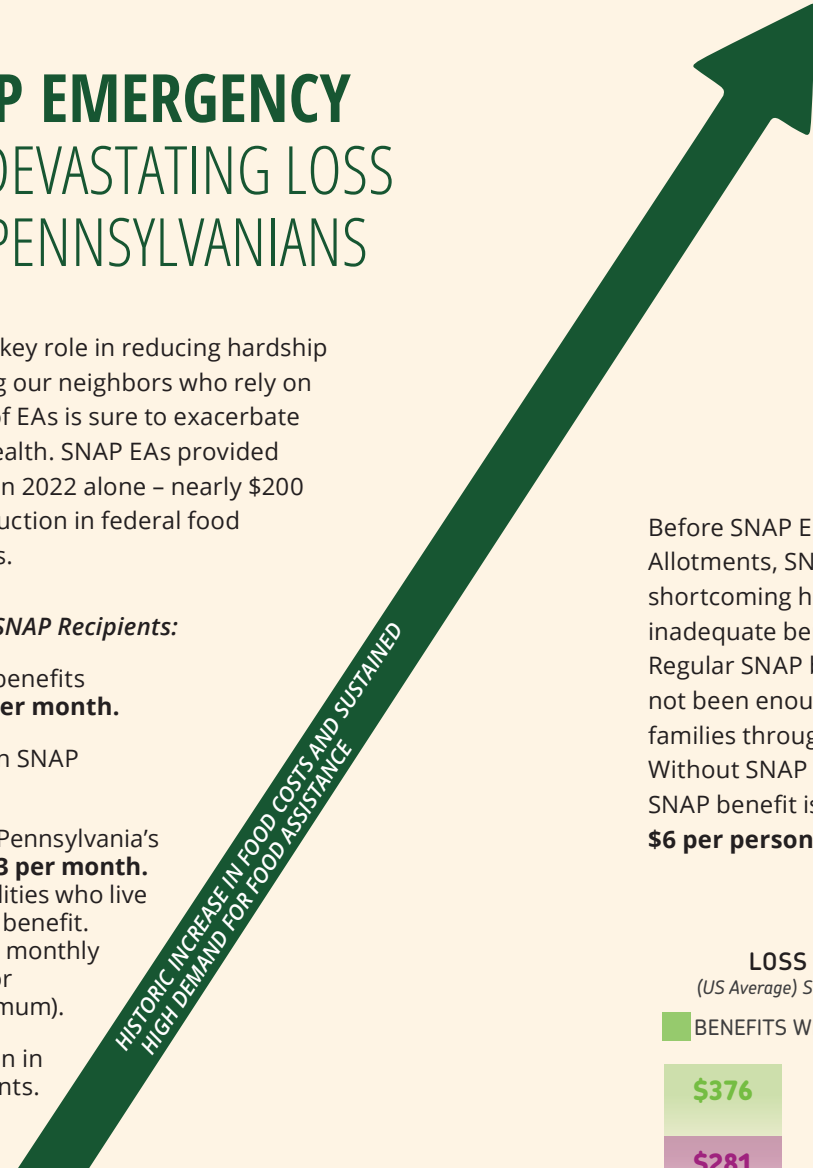 P EMERGENCY
DEVASTATING LOSS
PENNSYLVANIANS
key role in reducing hardship
g our neighbors who rely on
of EAs is sure to exacerbate
ealth. SNAP EAs provided
n 2022 alone – nearly $200
uction in federal food
s.
SNAP Recipients:
benefits
er month.
n SNAP
Pennsylvania's
3 per month.
lities who live
benefit.
monthly
or
mum).
n in
nts.
HISTORIC INCREASE IN FOOD COSTS AND SUSTAINED
HIGH DEMAND FOR FOOD ASSISTANCE
Before SNAP E
Allotments, SN
shortcoming h
inadequate be
Regular SNAP b
not been enou
families throug
Without SNAP
SNAP benefit is
$6 per person
LOSS
(US Average) S
BENEFITS W
$376
$281